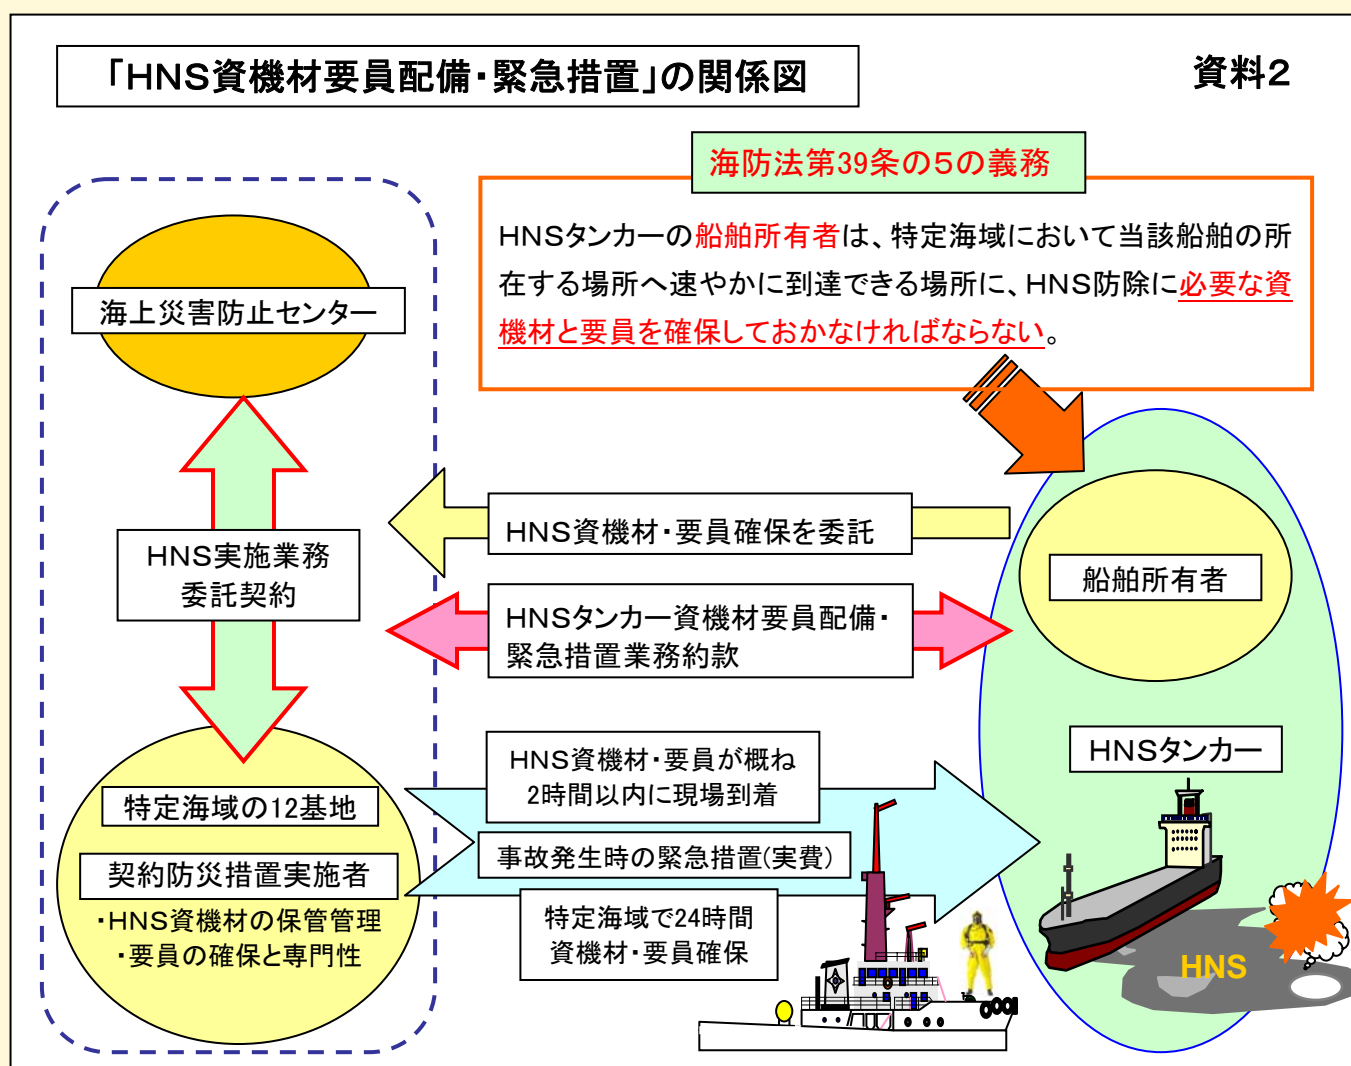 「HNS資機材要員配備・緊急措置」の関係図
資料2
海防法第39条の5の義務
HNSタンカーの船舶所有者は、特定海域において当該船舶の所
在する場所へ速やかに到達できる場所に、HNS防除に必要な資
機材と要員を確保しておかなければならない。
海上災害防止センター
HNS実施業務
委託契約
HNS資機材・要員確保を委託
船舶所有者
HNSタンカー資機材要員配備・
緊急措置業務約款
HNSタンカー
HNS資機材・要員が概ね
2時間以内に現場到着
特定海域の12基地
事故発生時の緊急措置(実費)
契約防災措置実施者
・HNS資機材の保管管理
・要員の確保と専門性
特定海域で24時間
資機材・要員確保
HNS